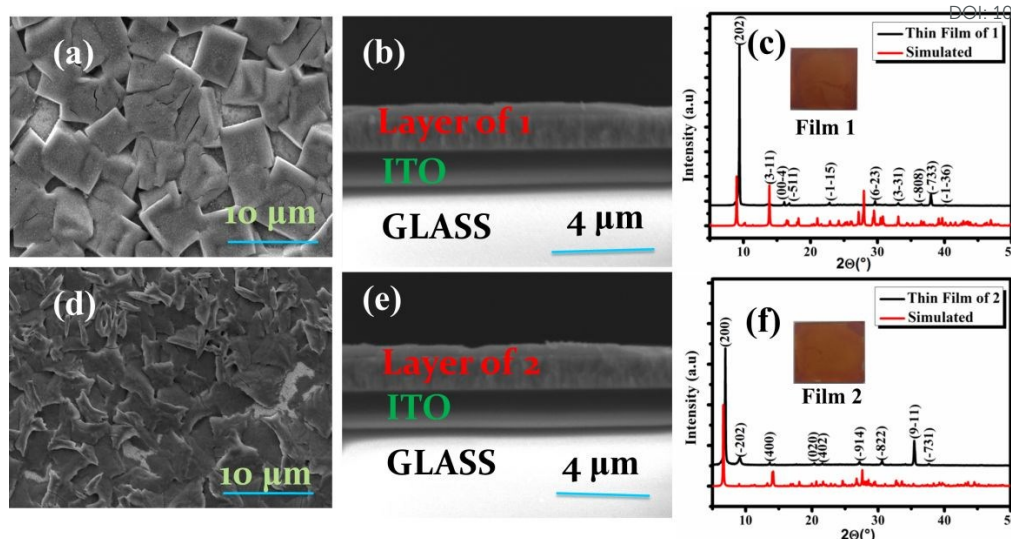 DOI: 10
(a)
10 µm
(b)
Layer of 1
ITO
GLASS
4 µm
(c)
Thin Film of 1
Simulated
Film 1
(202)
(3-11)
(00-4)
(-511)
(-1-15)
(6-23)
(3-31)
(-808)
(-733)
(-1-36)
Intensity (a.u)
10 20 30 40 50
2Θ(°)
(d)
10 µm
(e)
Layer of 2
ITO
GLASS
4 µm
(f)
Thin Film of 2
Simulated
Film 2
(200)
(-202)
(400)
(020)
(402)
(-914)
(-822)
(9-11)
(-731)
Intensity (a.u)
10 20 30 40 50
2Θ(°)